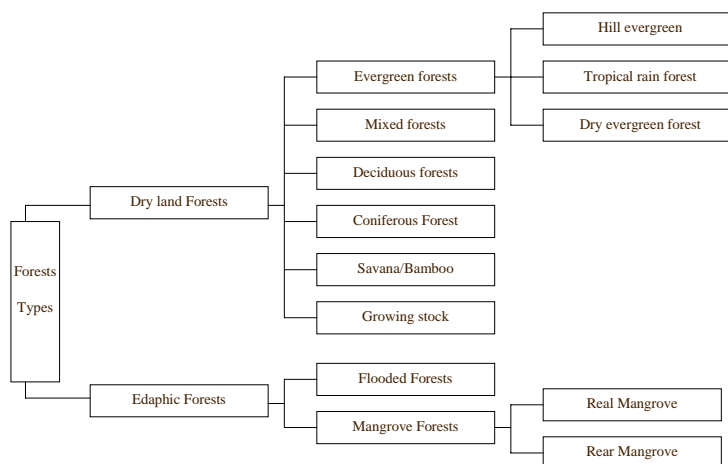 Forests
Types
Dry land Forests
Evergreen forests
Hill evergreen
Tropical rain forest
Dry evergreen forest
Mixed forests
Deciduous forests
Coniferous Forest
Savana/Bamboo
Growing stock
Edaphic Forests
Flooded Forests
Mangrove Forests
Real Mangrove
Rear Mangrove